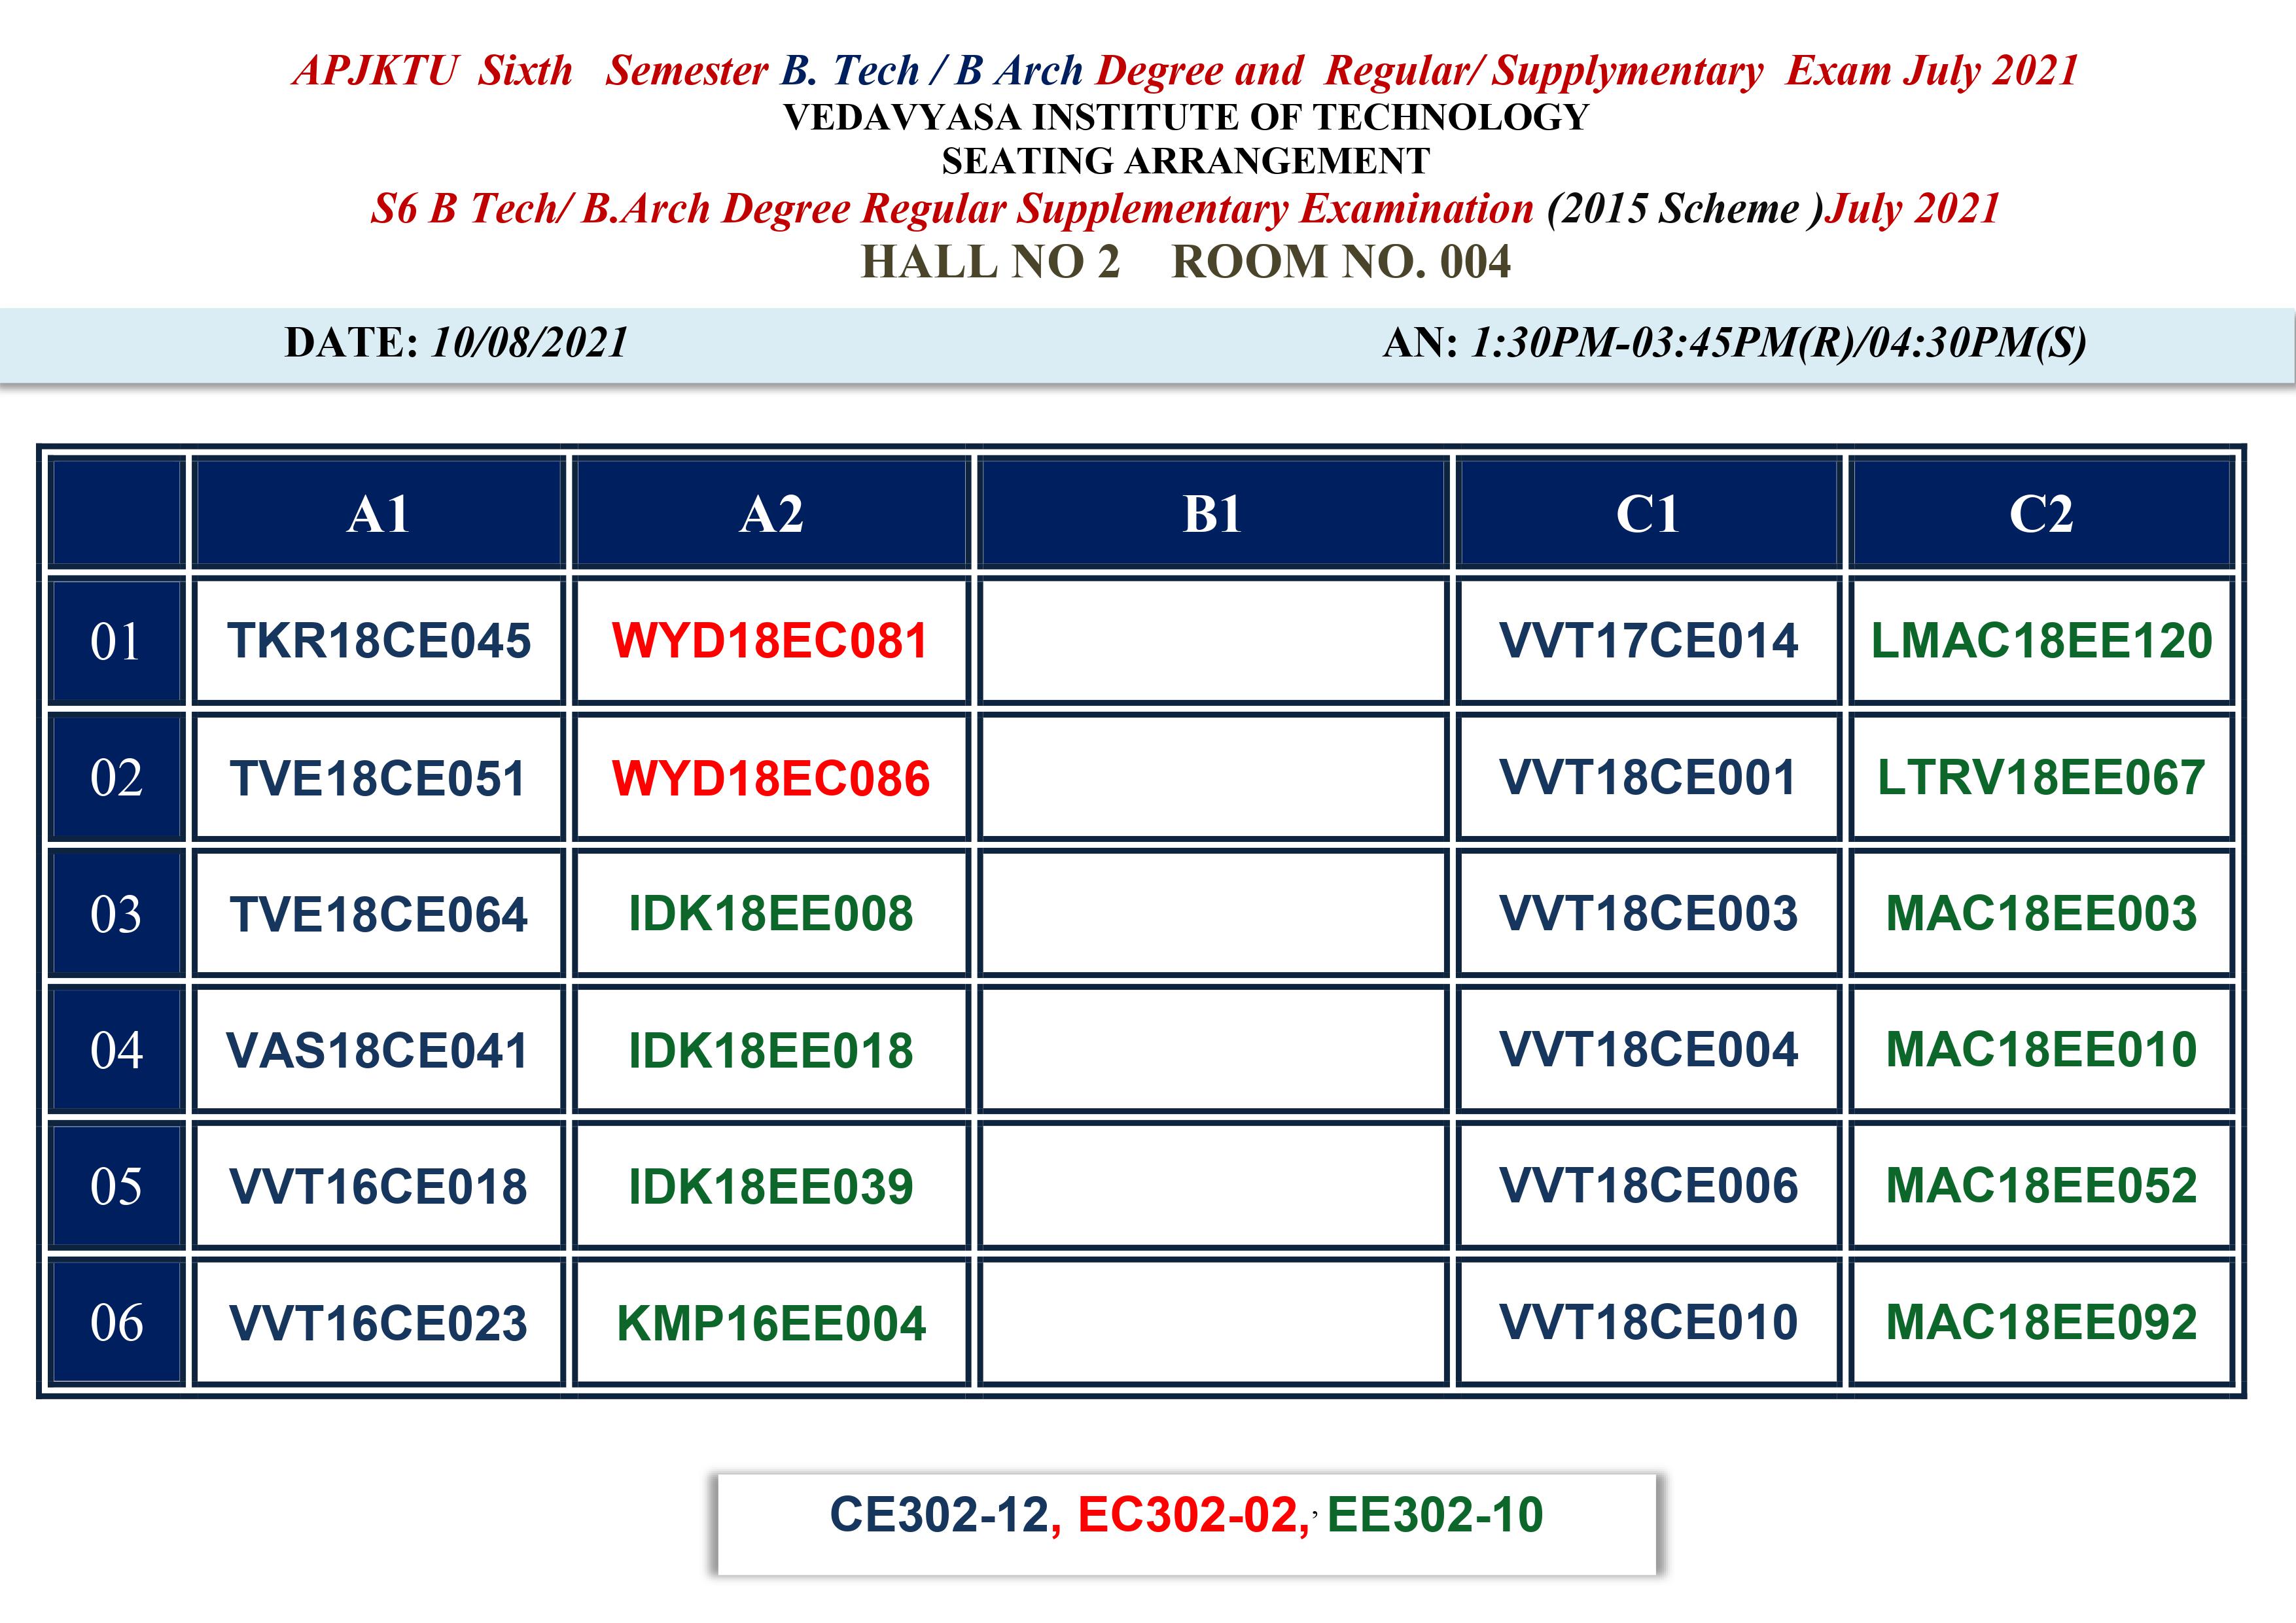 APJKTU Sixth Semester B. Tech / B Arch Degree and Regular/ Supplymentary Exam July 2021
VEDAVYASA INSTITUTE OF TECHNOLOGY
SEATING ARRANGEMENT
S6 B Tech/ B.Arch Degree Regular Supplementary Examination (2015 Scheme )July 2021
HALL NO 2 ROOM NO. 004
DATE: 10/08/2021 AN: 1:30PM-03:45PM(R)/04:30PM(S)
A1 A2 B1 C1 C2
01 TKR18CE045 WYD18EC081 VVT17CE014 LMAC18EE120
02 TVE18CE051 WYD18EC086 VVT18CE001 LTRV18EE067
03 TVE18CE064 IDK18EE008 VVT18CE003 MAC18EE003
04 VAS18CE041 IDK18EE018 VVT18CE004 MAC18EE010
05 VVT16CE018 IDK18EE039 VVT18CE006 MAC18EE052
06 VVT16CE023 KMP16EE004 VVT18CE010 MAC18EE092
CE302-12, EC302-02,, EE302-10